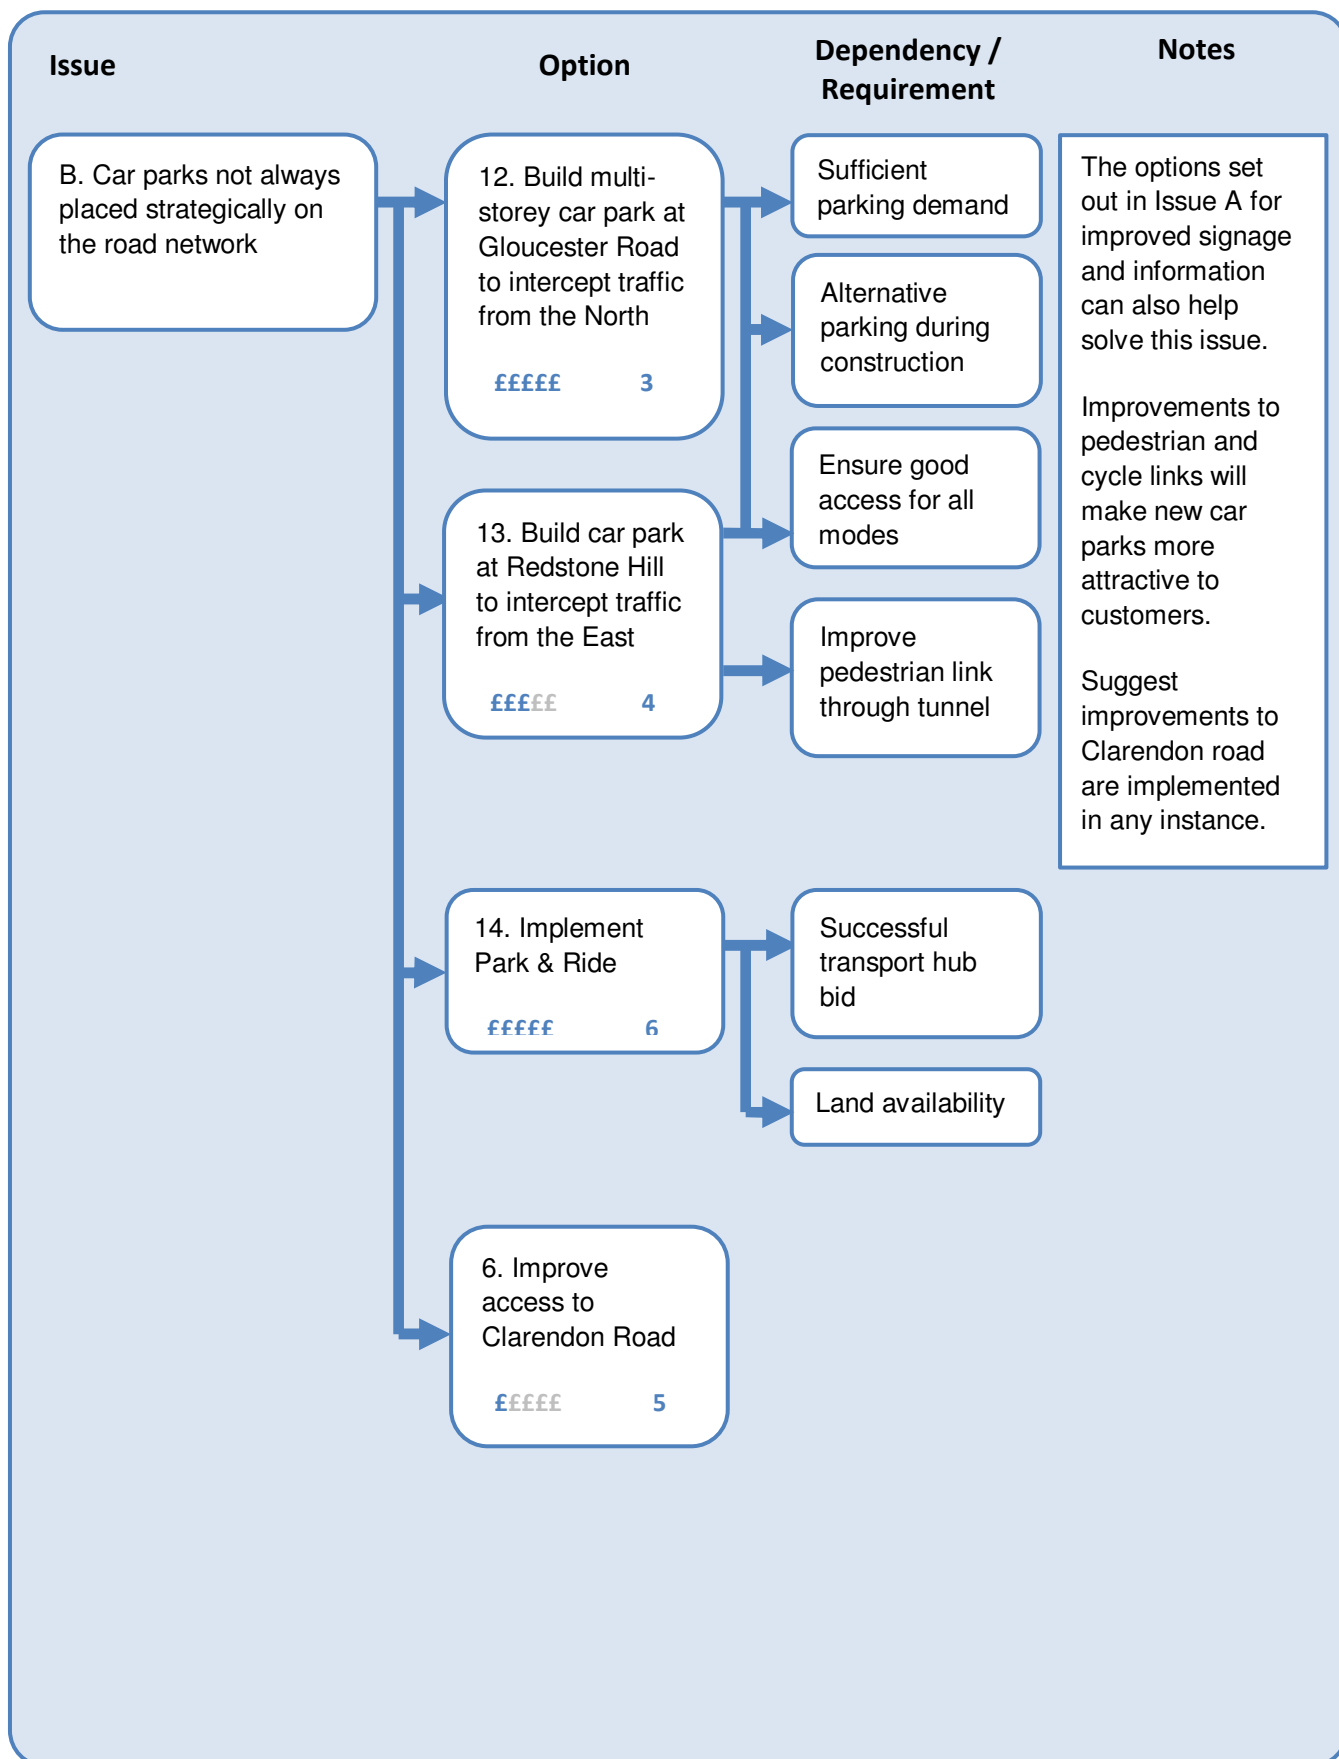 Issue
Option
Dependency /
Requirement
Notes
B. Car parks not always
placed strategically on
the road network
12. Build multi-
storey car park at
Gloucester Road
to intercept traffic
from the North
£££££ 3
13. Build car park
at Redstone Hill
to intercept traffic
from the East
£££££ 4
14. Implement
Park & Ride
£££££ 6
6. Improve
access to
Clarendon Road
£££££ 5
Sufficient
parking demand
Alternative
parking during
construction
Ensure good
access for all
modes
Improve
pedestrian link
through tunnel
Successful
transport hub
bid
Land availability
The options set
out in Issue A for
improved signage
and information
can also help
solve this issue.
Improvements to
pedestrian and
cycle links will
make new car
parks more
attractive to
customers.
Suggest
improvements to
Clarendon road
are implemented
in any instance.